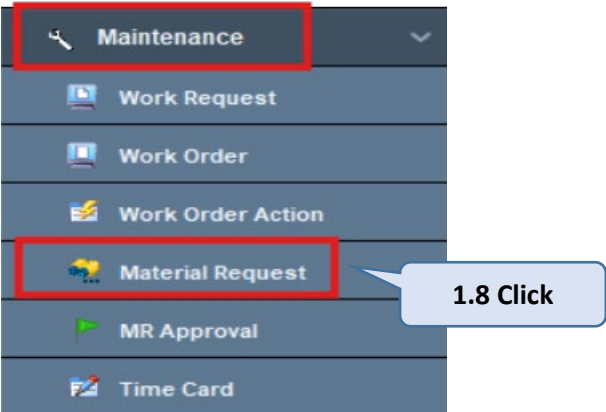 Maintenance
Work Request
Work Order
Work Order Action
Material Request
1.8 Click
MR Approval
Time Card